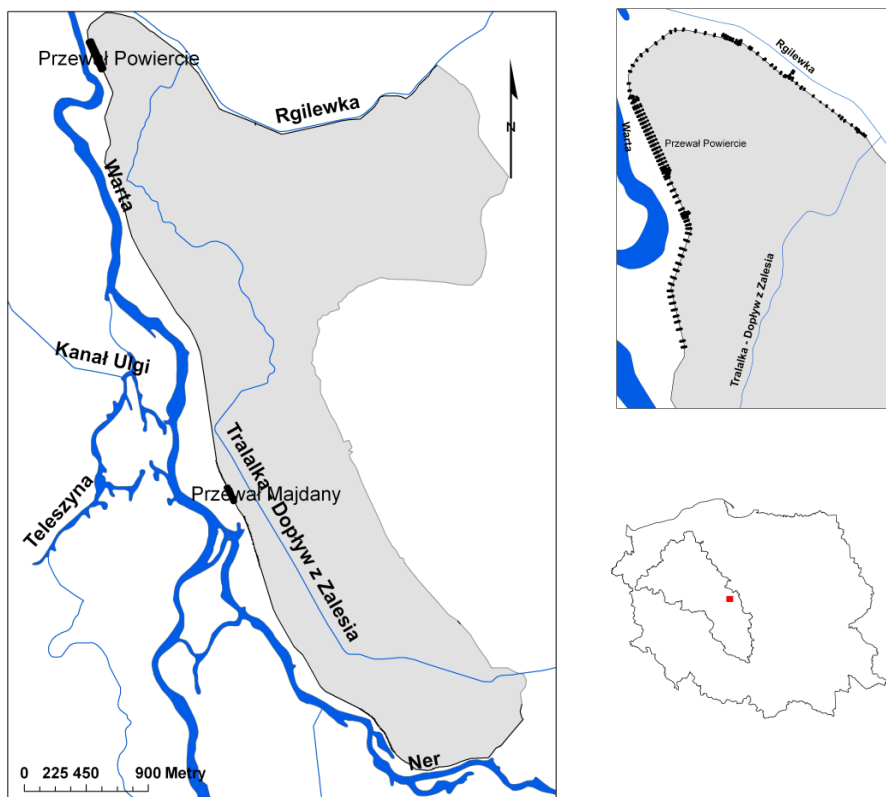 Przewał Powiercie
Rgilewka
N
Warta
Kanał Ulgi
Teleszyna
Tralalka - Dopływ z Zalesia
Przewał Majdany
Ner
0 225 450 900 Metry
Rgilewka
Warta
Przewał Powiercie
Tralalka - Dopływ z Zalesia